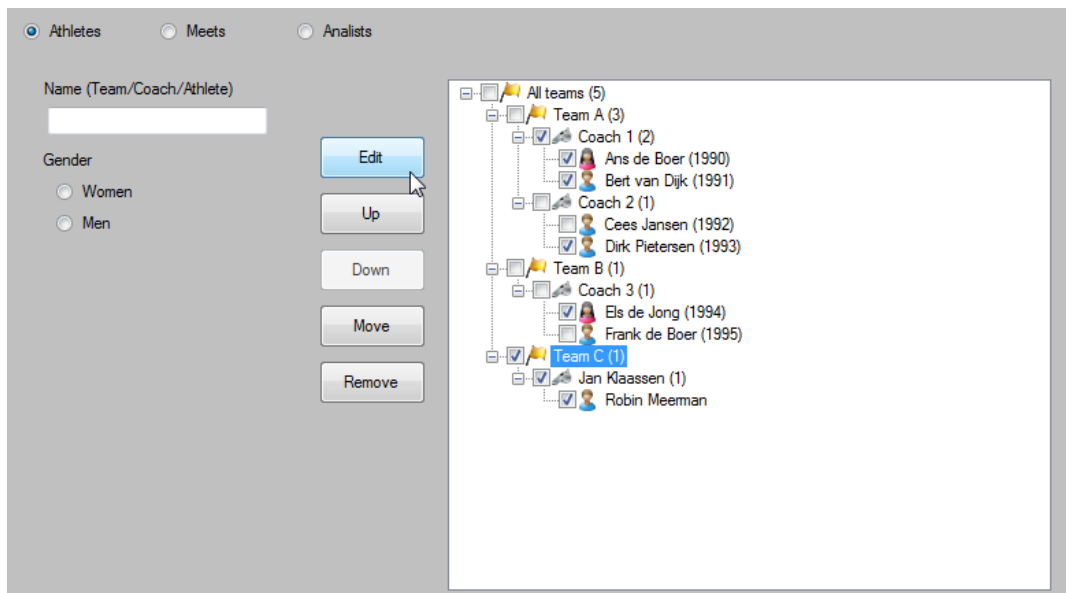 Athletes Meets Analists
Name (Team/Coach/Athlete)
Gender
Women
Men
Edit
Up
Down
Move
Remove
All teams (5)
Team A (3)
Coach 1 (2)
Ans de Boer (1990)
Bert van Dijk (1991)
Coach 2 (1)
Cees Jansen (1992)
Dirk Pietersen (1993)
Team B (1)
Coach 3 (1)
Els de Jong (1994)
Frank de Boer (1995)
Team C (1)
Jan Klaassen (1)
Robin Meerman